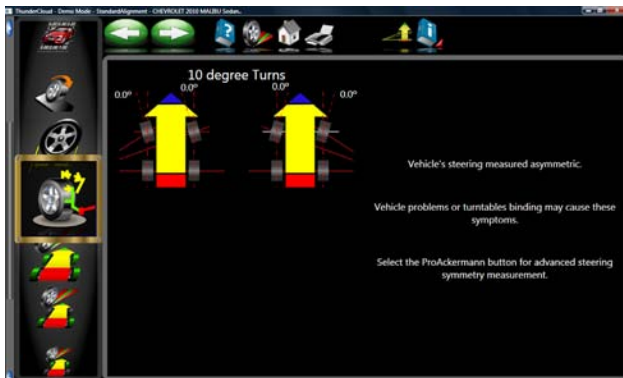 ThunderCloud - Demo Mode - StandardAlignment - CHEVROLET 2010 MALIBU Sedan...
10 degree Turns
0.0° 0.0° 0.0° 0.0°
Vehicle's steering measured asymmetric.
Vehicle problems or turntables binding may cause these
symptoms.
Select the ProAckermann button for advanced steering
symmetry measurement.